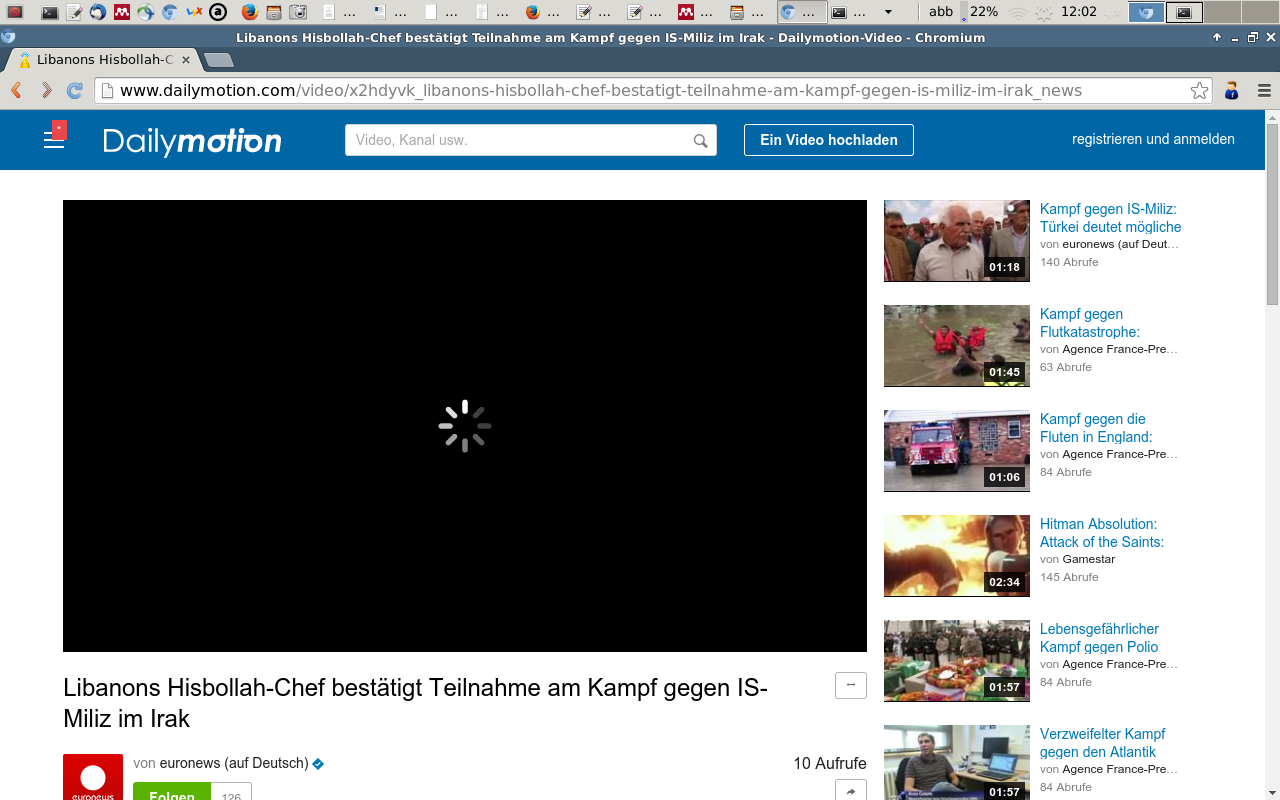 abb
22%
12:02
Libanons Hisbollah-Chef bestätigt Teilnahme am Kampf gegen IS-Miliz im Irak - Dailymotion-Video - Chromium
Libanons Hisbollah-C
www.dailymotion.com/video/x2hdyvk_libanons-hisbollah-chef-bestatigt-teilnahme-am-kampf-gegen-is-miliz-im-irak_news
Dailymotion
Video, Kanal usw.
Ein Video hochladen
registrieren und anmelden
01:18
Kampf gegen IS-Miliz:
Türkei deutet mögliche
von euronews (auf Deut…
140 Abrufe
01:45
Kampf gegen
Flutkatastrophe:
von Agence France-Pre…
63 Abrufe
01:06
Kampf gegen die
Fluten in England:
von Agence France-Pre…
84 Abrufe
02:34
Hitman Absolution:
Attack of the Saints:
von Gamestar
145 Abrufe
01:57
Lebensgefährlicher
Kampf gegen Polio
von Agence France-Pre…
84 Abrufe
01:57
Verzweifelter Kampf
gegen den Atlantik
von Agence France-Pre…
84 Abrufe
Libanons Hisbollah-Chef bestätigt Teilnahme am Kampf gegen IS-
Miliz im Irak
euronews
von euronews (auf Deutsch)
10 Aufrufe
Folgen
126